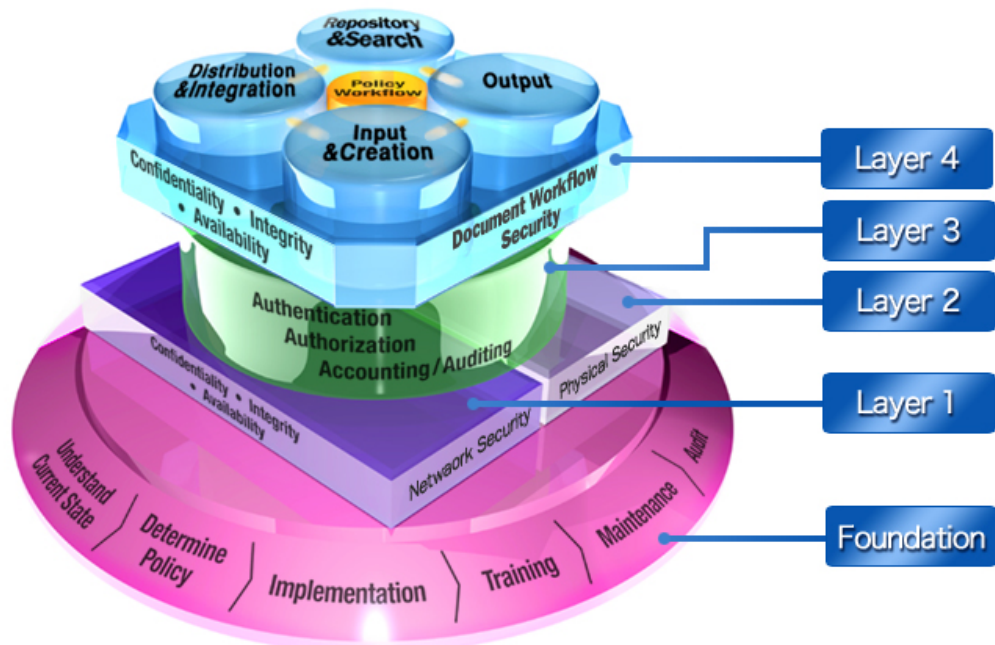 Repository
&Search
Distribution
&Integration
Policy
Workflow
Output
Input
&Creation
Confidentiality • Integrity
• Availability
Document Workflow
Security
Layer 4
Layer 3
Layer 2
Layer 1
Foundation
Authentication
Authorization
Accounting/Auditing
Confidentiality • Integrity
• Availability
Netwaork Security
Physical Security
Understand
Current State
Determine
Policy
Implementation
Training
Maintenance
Audit